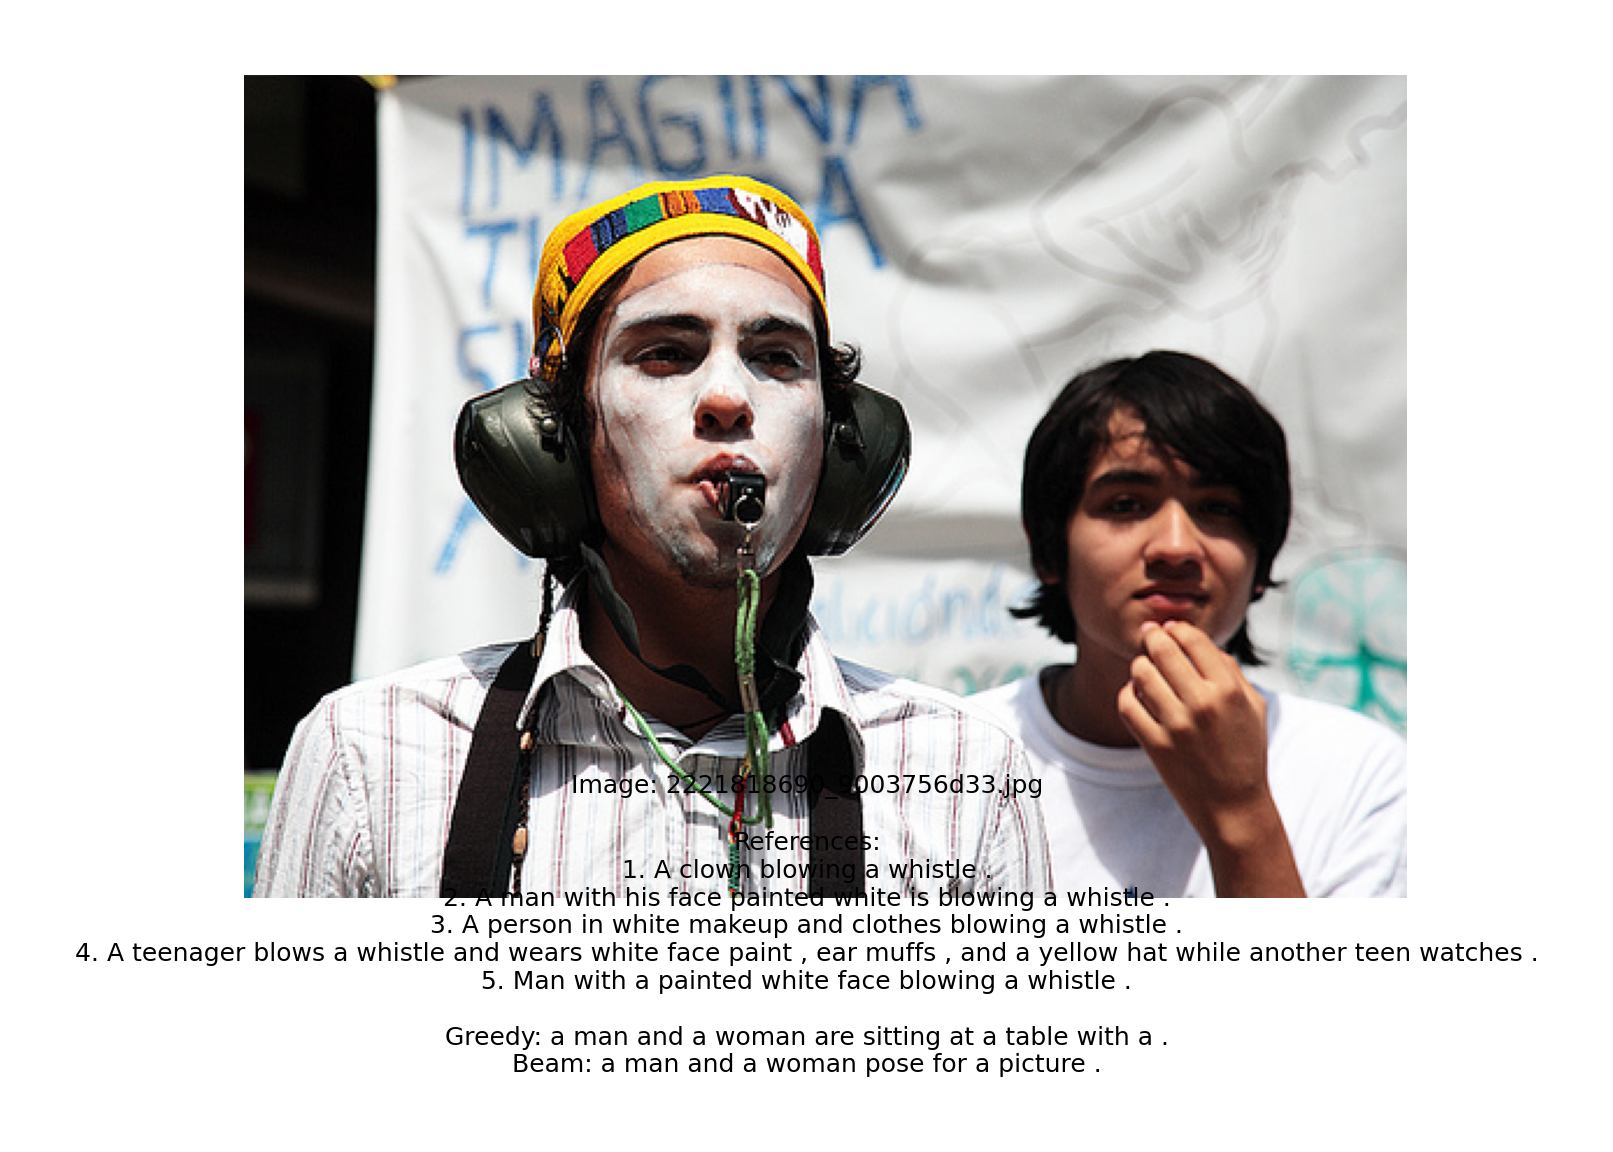 IMAGINA
Image: 2221818690_9003756d33.jpg
References:
1. A clown blowing a whistle .
2. A man with his face painted white is blowing a whistle .
3. A person in white makeup and clothes blowing a whistle .
4. A teenager blows a whistle and wears white face paint , ear muffs , and a yellow hat while another teen watches .
5. Man with a painted white face blowing a whistle .
Greedy: a man and a woman are sitting at a table with a .
Beam: a man and a woman pose for a picture .